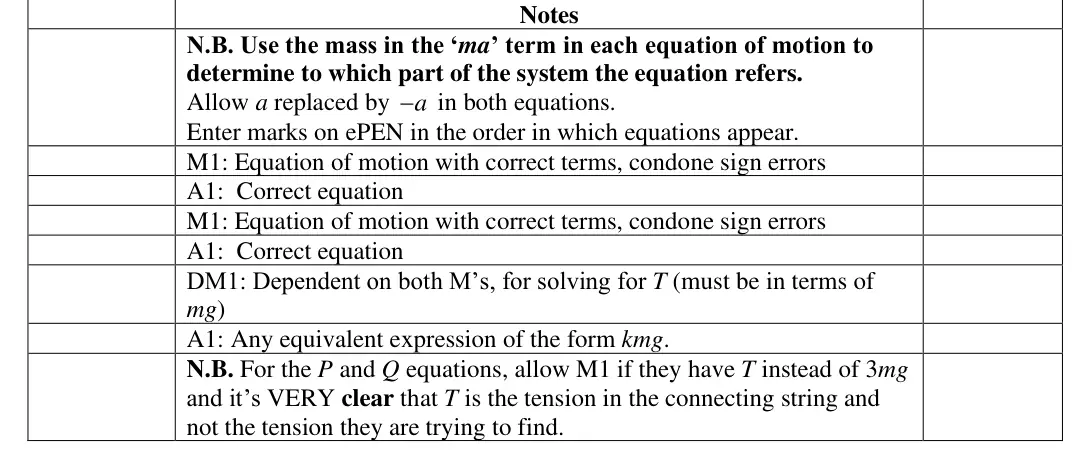 Notes
N.B. Use the mass in the ‘ma’ term in each equation of motion to
determine to which part of the system the equation refers.
Allow a replaced by −a in both equations.
Enter marks on ePEN in the order in which equations appear.
M1: Equation of motion with correct terms, condone sign errors
A1:  Correct equation
M1: Equation of motion with correct terms, condone sign errors
A1:  Correct equation
DM1: Dependent on both M’s, for solving for T (must be in terms of
mg)
A1: Any equivalent expression of the form kmg.
N.B. For the P and Q equations, allow M1 if they have T instead of 3mg
and it’s VERY clear that T is the tension in the connecting string and
not the tension they are trying to find.